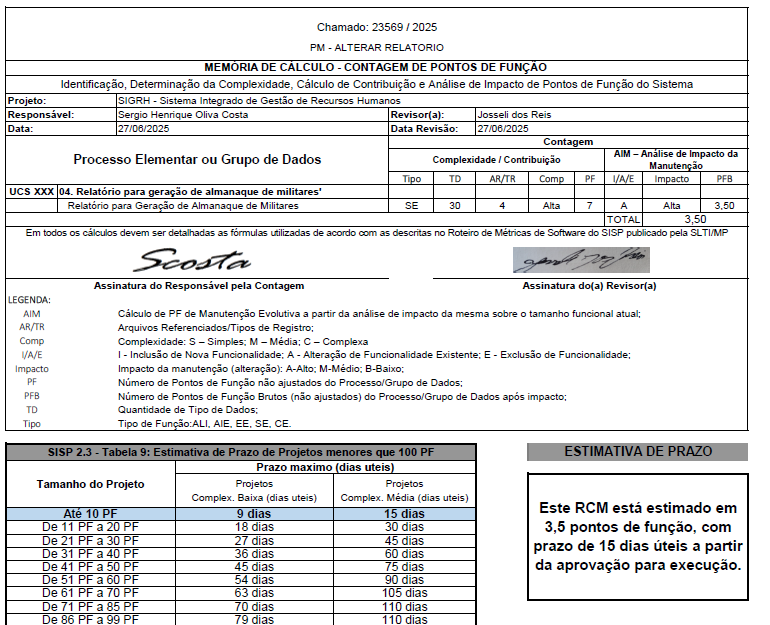 Chamado: 23569 / 2025
PM - ALTERAR RELATORIO
MEMÓRIA DE CÁLCULO - CONTAGEM DE PONTOS DE FUNÇÃO
Identificação, Determinação da Complexidade, Cálculo de Contribuição e Análise de Impacto de Pontos de Função do Sistema
Projeto: SIGRH - Sistema Integrado de Gestão de Recursos Humanos
Responsável: Sergio Henrique Oliva Costa Revisor(a): Josseli dos Reis
Data: 27/06/2025 Data Revisão: 27/06/2025
Processo Elementar ou Grupo de Dados
Contagem
Complexidade / Contribuição
AIM – Análise de Impacto da Manutenção
Tipo TD AR/TR Comp PF I/A/E Impacto PFB
UCS XXX 04. Relatório para geração de almanaque de militares'
Relatório para Geração de Almanaque de Militares SE 30 4 Alta 7 A Alta 3,50
TOTAL 3,50
Em todos os cálculos devem ser detalhadas as fórmulas utilizadas de acordo com as descritas no Roteiro de Métricas de Software do SISP publicado pela SLTI/MP
Scosta
Assinatura do Responsável pela Contagem Assinatura do(a) Revisor(a)
LEGENDA:
AIM Cálculo de PF de Manutenção Evolutiva a partir da análise de impacto da mesma sobre o tamanho funcional atual;
AR/TR Arquivos Referenciados/Tipos de Registro;
Comp Complexidade: S – Simples; M – Média; C – Complexa
I/A/E I - Inclusão de Nova Funcionalidade; A - Alteração de Funcionalidade Existente; E - Exclusão de Funcionalidade;
Impacto Impacto da manutenção (alteração): A-Alto; M-Médio; B-Baixo;
PF Número de Pontos de Função não ajustados do Processo/Grupo de Dados;
PFB Número de Pontos de Função Brutos (não ajustados) do Processo/Grupo de Dados após impacto;
TD Quantidade de Tipo de Dados;
Tipo Tipo de Função:ALI, AIE, EE, SE, CE.
SISP 2.3 - Tabela 9: Estimativa de Prazo de Projetos menores que 100 PF
Tamanho do Projeto
Prazo maximo (dias uteis)
Projetos Complex. Baixa (dias uteis)
Projetos Complex. Média (dias uteis)
Até 10 PF 9 dias 15 dias
De 11 PF a 20 PF 18 dias 30 dias
De 21 PF a 30 PF 27 dias 45 dias
De 31 PF a 40 PF 36 dias 60 dias
De 41 PF a 50 PF 45 dias 75 dias
De 51 PF a 60 PF 54 dias 90 dias
De 61 PF a 70 PF 63 dias 105 dias
De 71 PF a 85 PF 70 dias 110 dias
De 86 PF a 99 PF 79 dias 110 dias
ESTIMATIVA DE PRAZO
Este RCM está estimado em
3,5 pontos de função, com
prazo de 15 dias úteis a partir
da aprovação para execução.